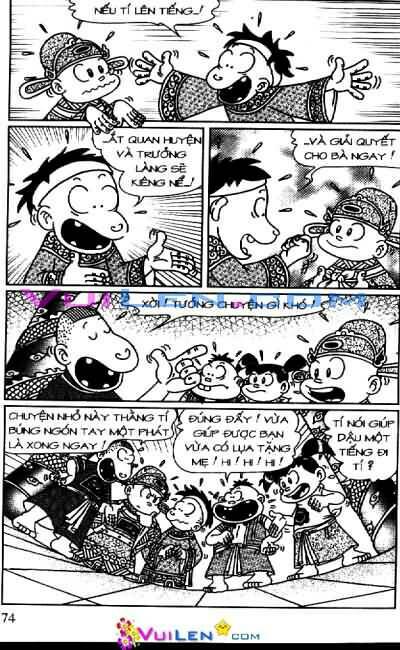 NẾU TÍ LÊN TIẾNG..!
..ẮT QUAN HUYỆN
VÀ TRƯỞNG
LÀNG SẼ
KIÊNG NỂ...
...VÀ GIẢI QUYẾT
CHO BÀ NGAY !
XỜI ! TƯỞNG CHUYỆN GÌ KHÓ !
VUILEN.COM
CHUYỆN NHỎ NÀY THẰNG TÍ
BÚNG NGÓN TAY MỘT PHÁT
LÀ XONG NGAY !
ĐÚNG ĐẤY ! VỪA
GIÚP ĐƯỢC BẠN
VỪA CÓ LỤA TẶNG
MẸ ! HI ! HI ! HI !
TÍ NÓI GIÚP
DẬU MỘT
TIẾNG ĐI
TÍ ?
74
VUILEN.COM